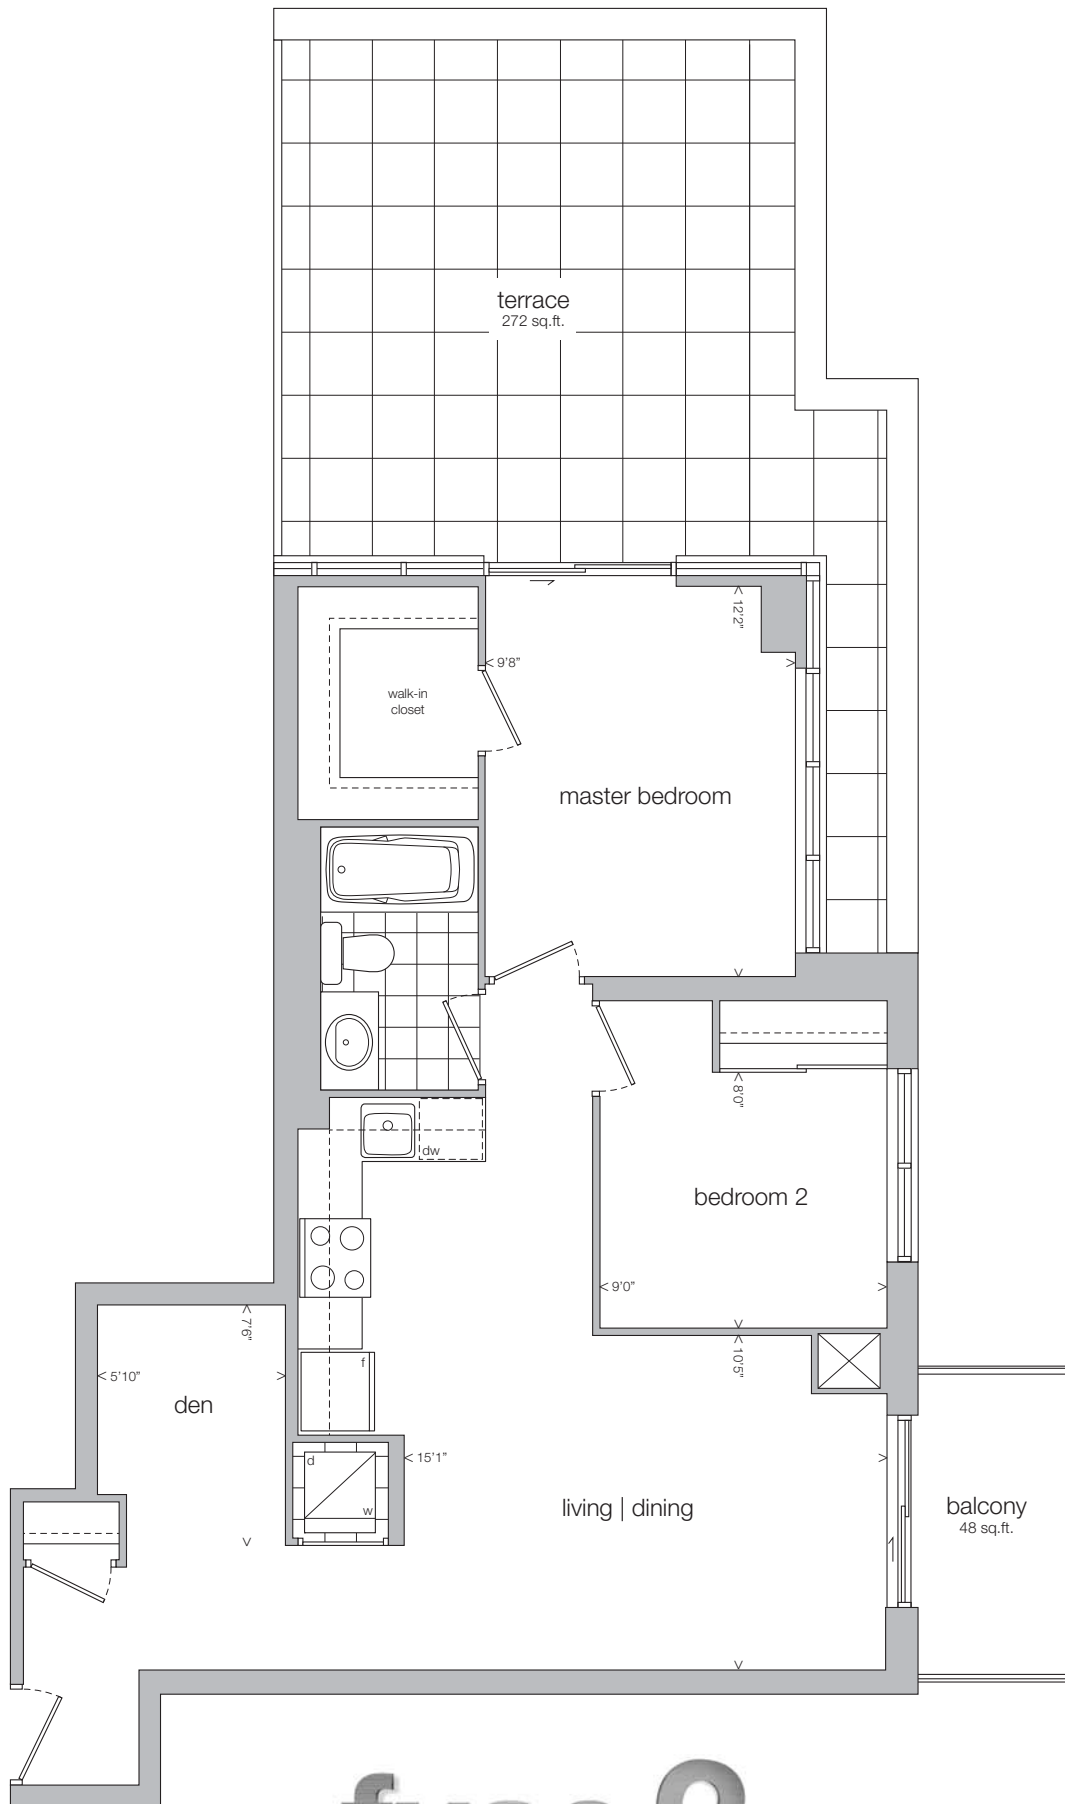 terrace
272 sq.ft.
12'2"
9'8"
walk-in
closet
master bedroom
dw
8'0"
bedroom 2
9'0"
7'6"
10'5"
f
5'10"
den
15'1"
d
w
living | dining
balcony
48 sq.ft.